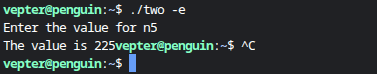 vepter@penguin:~$ ./two -e
Enter the value for n5
The value is 225vepter@penguin:~$ ^C
vepter@penguin:~$